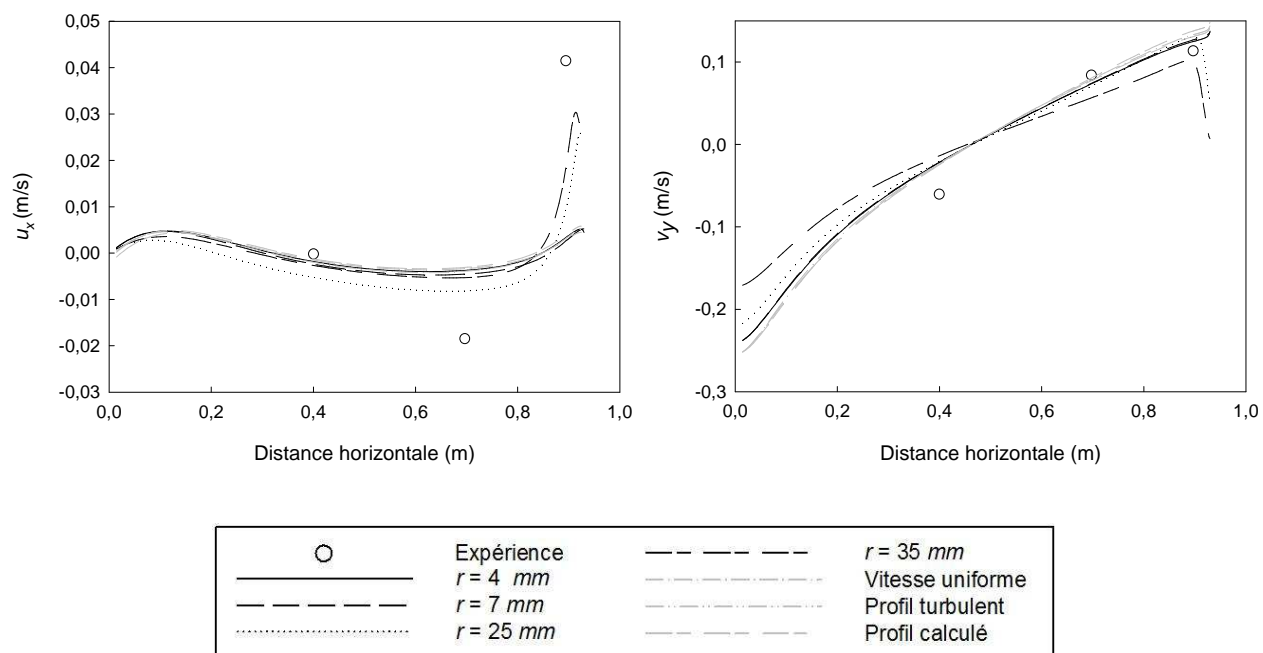 0,05
0,04
0,03
0,02
0,01
0,00
-0,01
-0,02
-0,03
u_x (m/s)
0,0 0,2 0,4 0,6 0,8 1,0
Distance horizontale (m)
0,1
0,0
-0,1
-0,2
-0,3
v_y (m/s)
0,0 0,2 0,4 0,6 0,8 1,0
Distance horizontale (m)
Expérience
r = 4 mm
r = 7 mm
r = 25 mm
r = 35 mm
Vitesse uniforme
Profil turbulent
Profil calculé